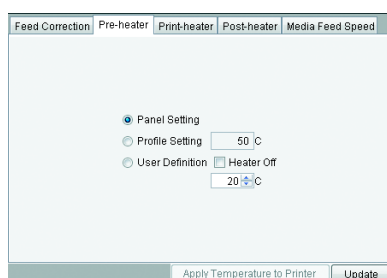 Feed Correction Pre-heater Print-heater Post-heater Media Feed Speed
Panel Setting
Profile Setting 50 C
User Definition Heater Off
20 C
Apply Temperature to Printer Update